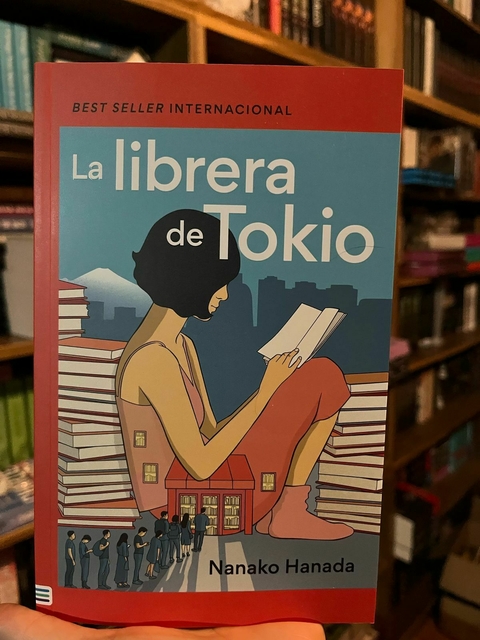 BEST SELLER INTERNACIONAL
La librera
de Tokio
Nanako Hanada